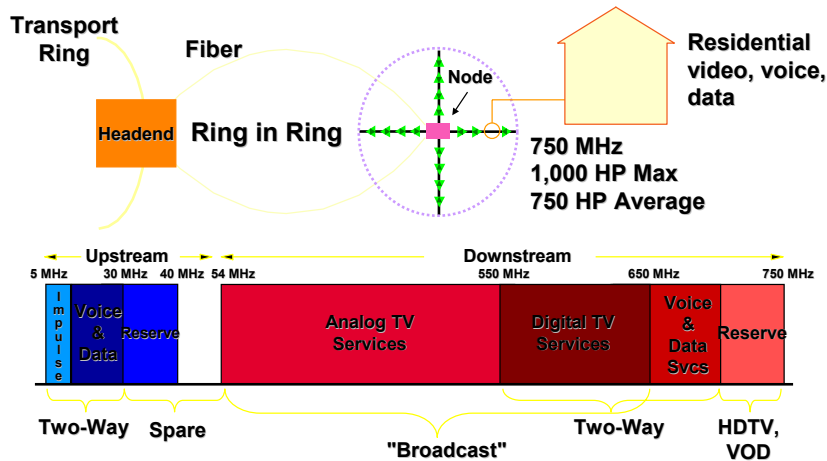 Transport
Ring
Fiber
Headend
Ring in Ring
Node
Residential
video, voice,
data
750 MHz
1,000 HP Max
750 HP Average
Upstream
Downstream
5 MHz
30 MHz
40 MHz
54 MHz
550 MHz
650 MHz
750 MHz
Impulse
Voice
&
Data
Reserve
Analog TV
Services
Digital TV
Services
Voice
&
Data
Svcs
Reserve
Two-Way
Spare
"Broadcast"
Two-Way
HDTV,
VOD